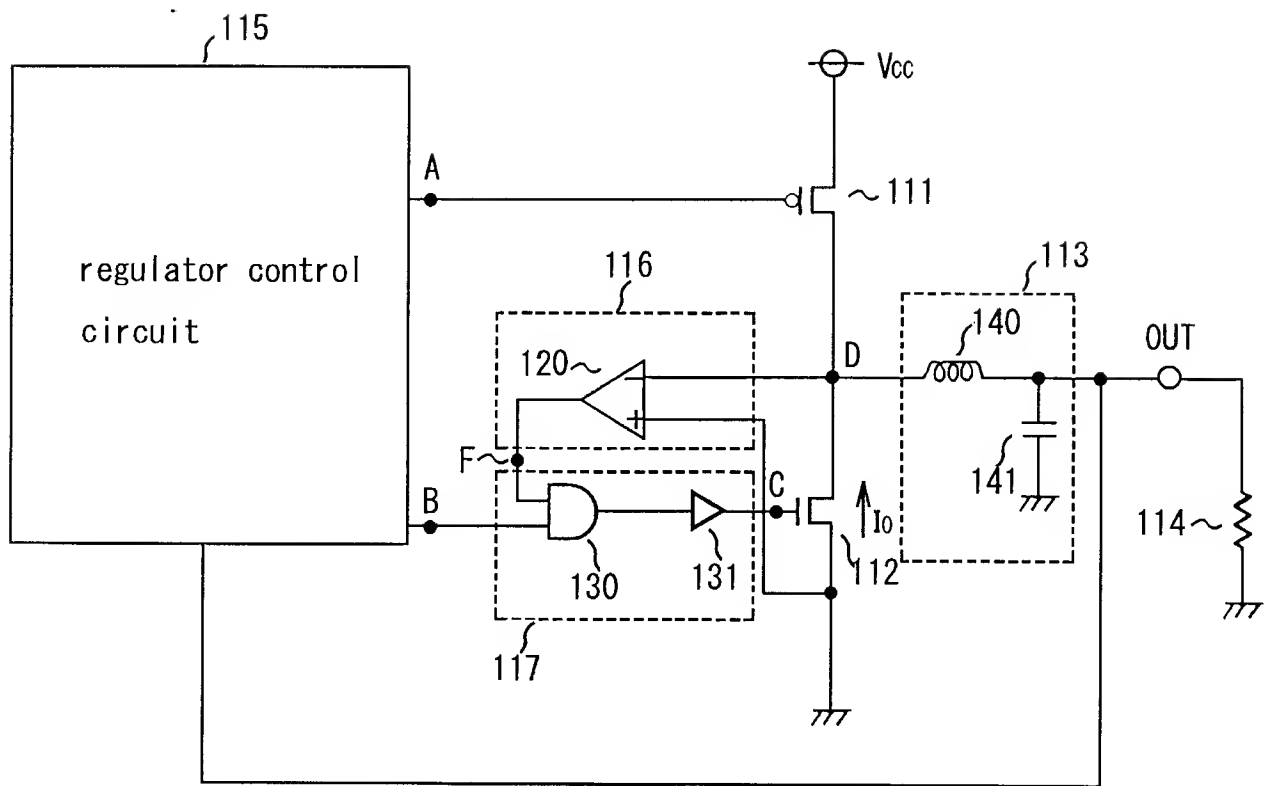 115
Vcc
A
111
regulator control
circuit
116
113
120
D
140
OUT
F
B
C
141
I0
114
130
131
112
117